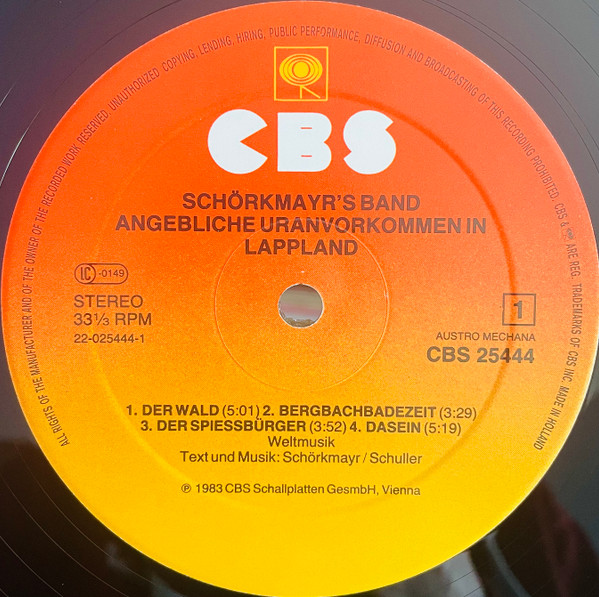 ALL RIGHTS OF THE MANUFACTURER AND OF THE OWNER OF THE RECORDED WORK RESERVED. UNAUTHORIZED COPYING, LENDING, HIRING, PUBLIC PERFORMANCE, DIFFUSION AND BROADCASTING OF THIS RECORDING PROHIBITED. CBS & ARE REG. TRADEMARKS OF CBS INC. MADE IN HOLLAND
CBS
SCHÖRKMAYR'S BAND
ANGEBLICHE URANVORKOMMEN IN
LAPPLAND
LC -0149
STEREO
33⅓ RPM
22-025444-1
1
AUSTRO MECHANA
CBS 25444
1. DER WALD (5:01) 2. BERGBACHBADEZEIT (3:29)
3. DER SPIESSBÜRGER (3:52) 4. DASEIN (5:19)
Weltmusik
Text und Musik: Schörkmayr / Schuller
℗ 1983 CBS Schallplatten GesmbH, Vienna